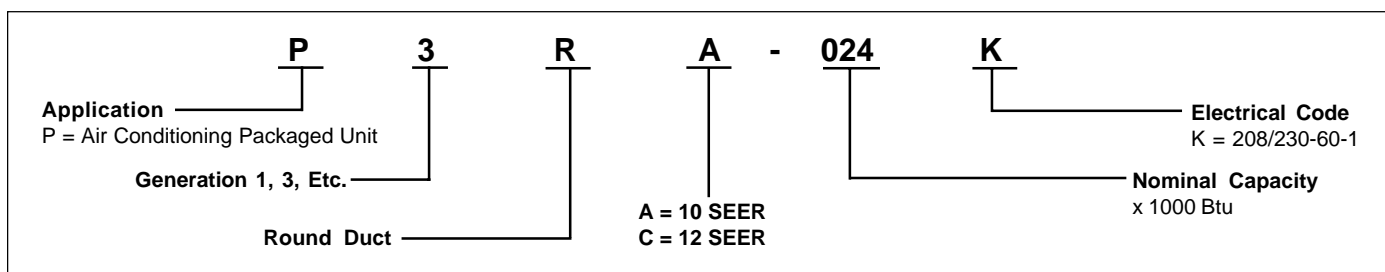 P 3 R A - 024 K
Application
P = Air Conditioning Packaged Unit
Generation 1, 3, Etc.
Round Duct
A = 10 SEER
C = 12 SEER
Electrical Code
K = 208/230-60-1
Nominal Capacity
x 1000 Btu